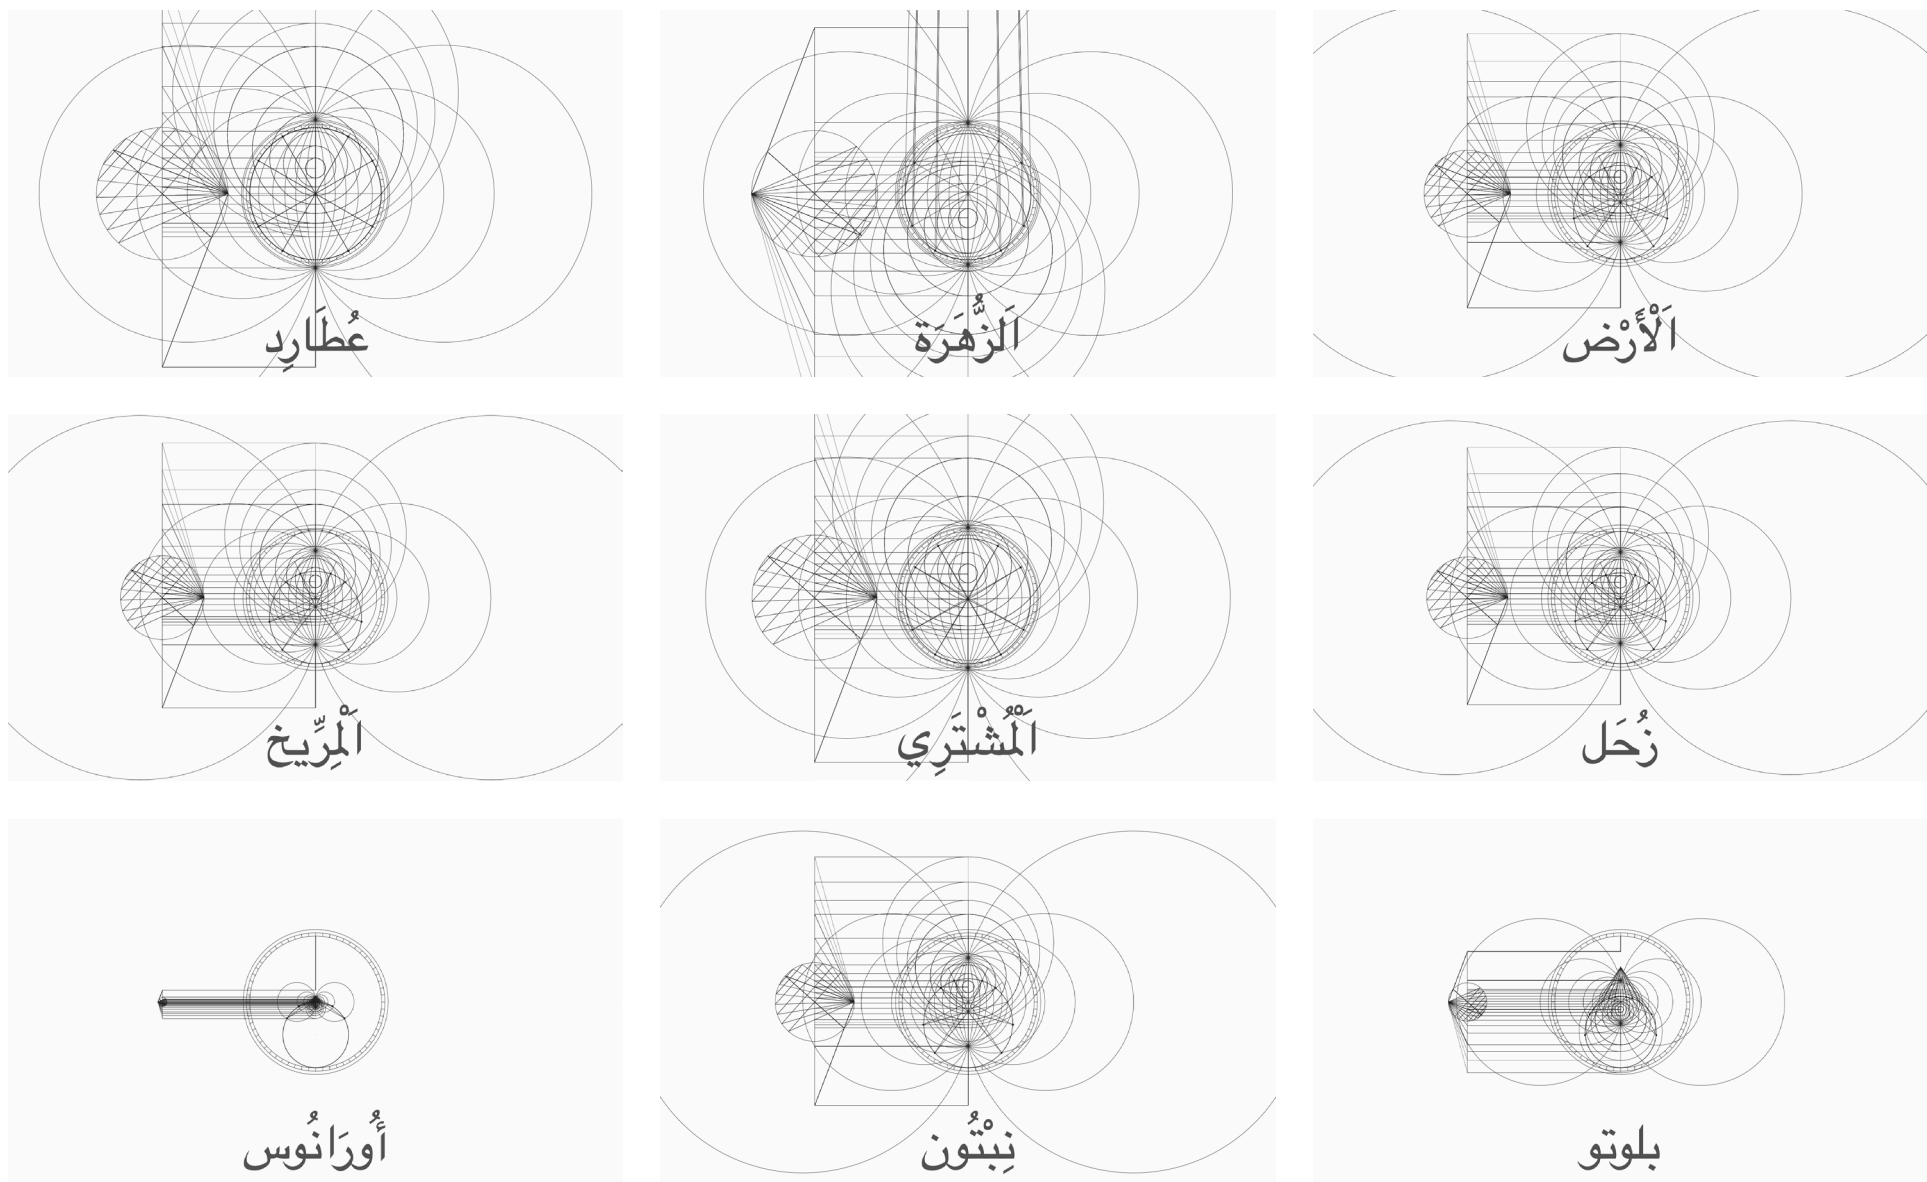 عُطَارِد
اَلزُّهَرَة
اَلْأَرْض
اَلْمِرِّيخ
اَلْمُشْتَرِي
زُحَل
أُورَانُوس
نِبْتُون
بلوتو